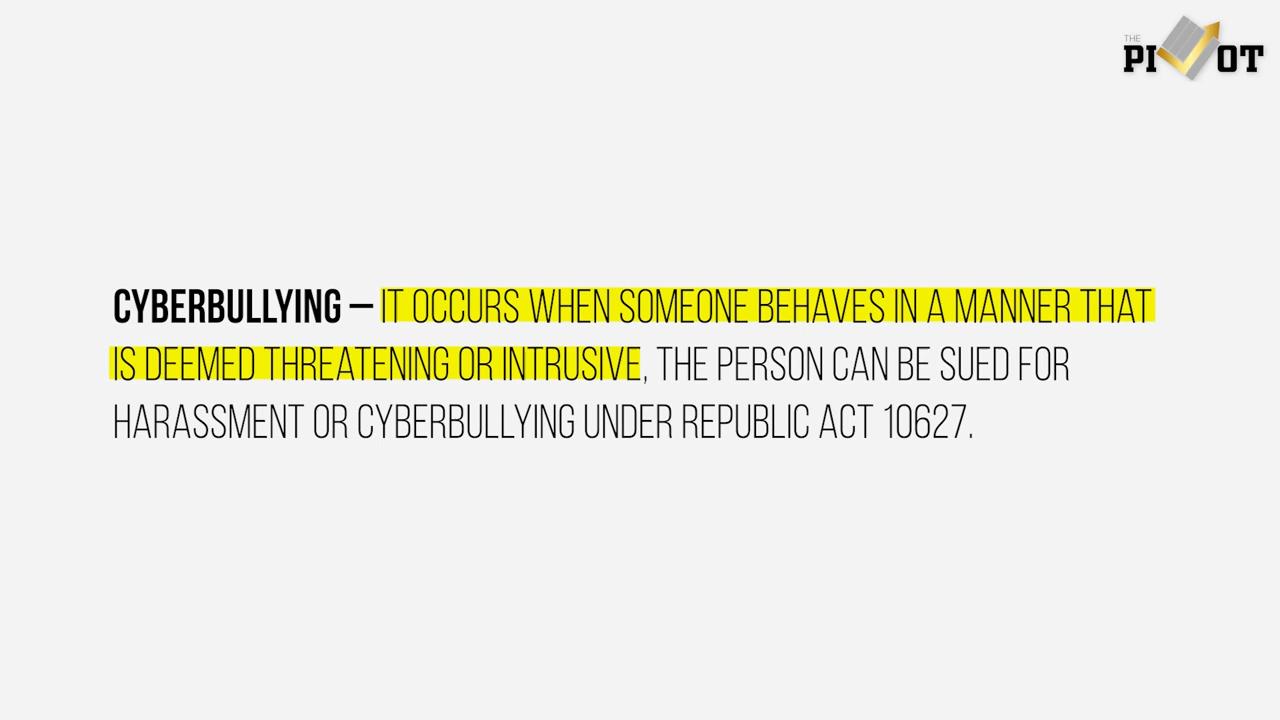 THE
PIVOT
CYBERBULLYING – IT OCCURS WHEN SOMEONE BEHAVES IN A MANNER THAT
IS DEEMED THREATENING OR INTRUSIVE, THE PERSON CAN BE SUED FOR
HARASSMENT OR CYBERBULLYING UNDER REPUBLIC ACT 10627.